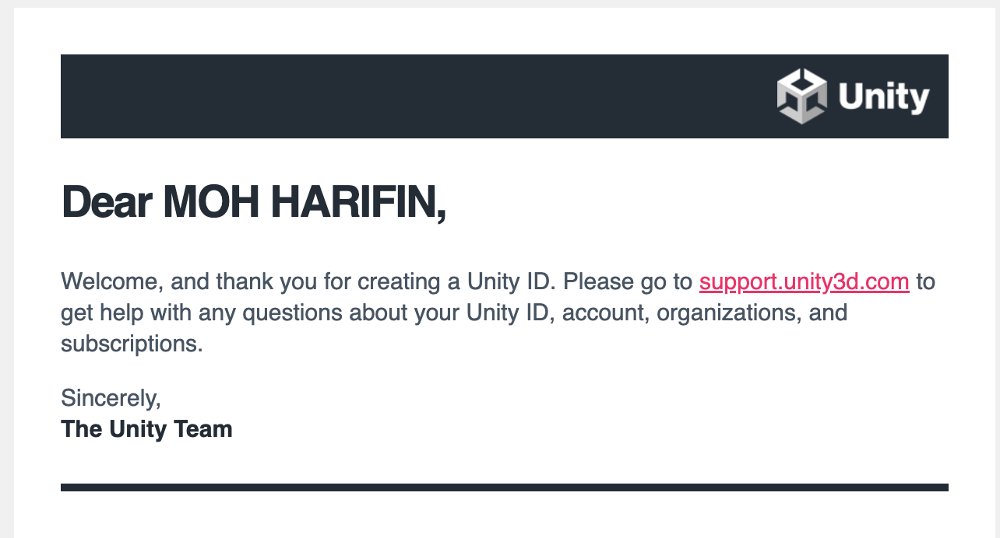 Unity
Dear MOH HARIFIN,
Welcome, and thank you for creating a Unity ID. Please go to support.unity3d.com to
get help with any questions about your Unity ID, account, organizations, and
subscriptions.
Sincerely,
The Unity Team